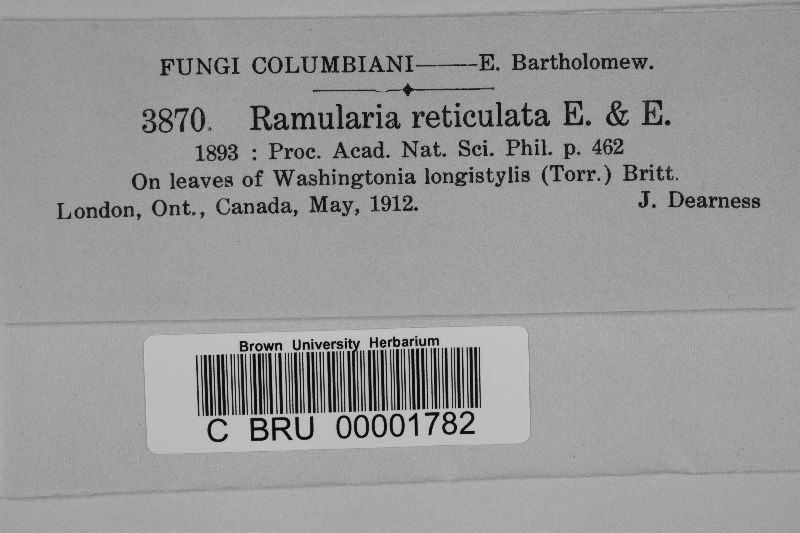 FUNGI COLUMBIANI——E. Bartholomew.
3870. Ramularia reticulata E. & E.
1893 : Proc. Acad. Nat. Sci. Phil. p. 462
On leaves of Washingtonia longistylis (Torr.) Britt.
London, Ont., Canada, May, 1912. J. Dearness
Brown University Herbarium
C BRU 00001782